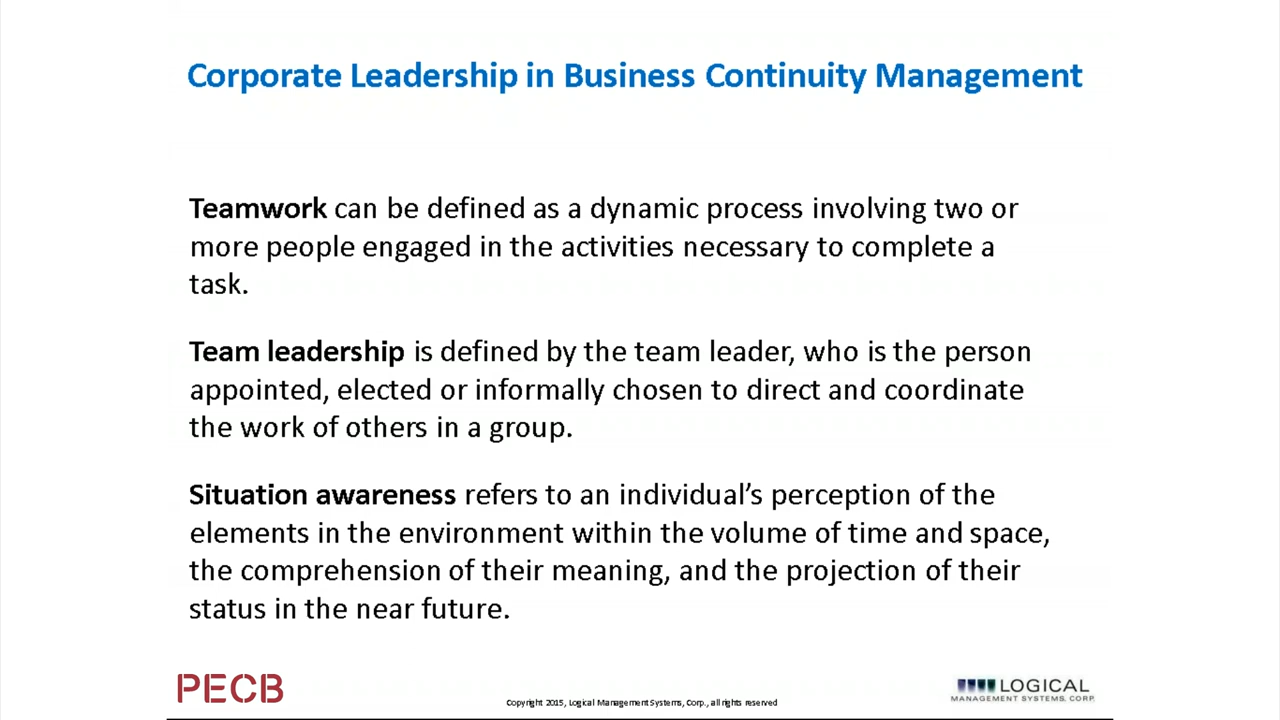 Corporate Leadership in Business Continuity Management
Teamwork can be defined as a dynamic process involving two or
more people engaged in the activities necessary to complete a
task.
Team leadership is defined by the team leader, who is the person
appointed, elected or informally chosen to direct and coordinate
the work of others in a group.
Situation awareness refers to an individual’s perception of the
elements in the environment within the volume of time and space,
the comprehension of their meaning, and the projection of their
status in the near future.
PECB
Copyright 2015, Logical Management Systems, Corp., all rights reserved
LOGICAL
MANAGEMENT SYSTEMS, CORP.